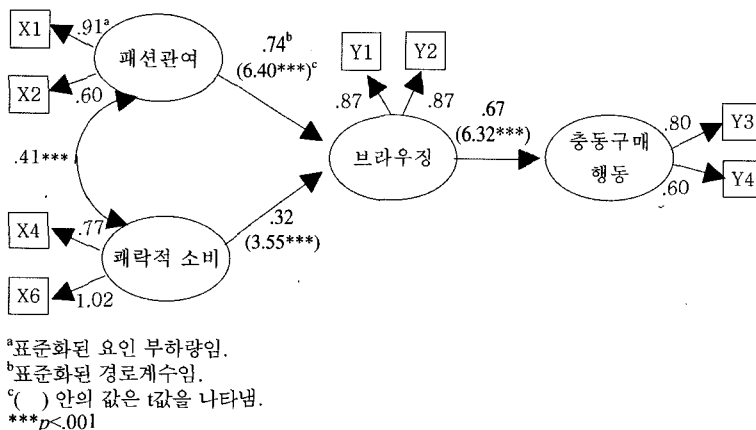 X1
.91ᵃ
패션관여
.74ᵇ
(6.40***)ᶜ
X2
.60
Y1
Y2
.87
.87
.67
(6.32***)
브라우징
충동구매
행동
.80
Y3
.60
Y4
.41***
.32
(3.55***)
X4
.77
쾌락적 소비
X6
1.02
ᵃ표준화된 요인 부하량임.
ᵇ표준화된 경로계수임.
ᶜ( ) 안의 값은 t값을 나타냄.
***p<.001